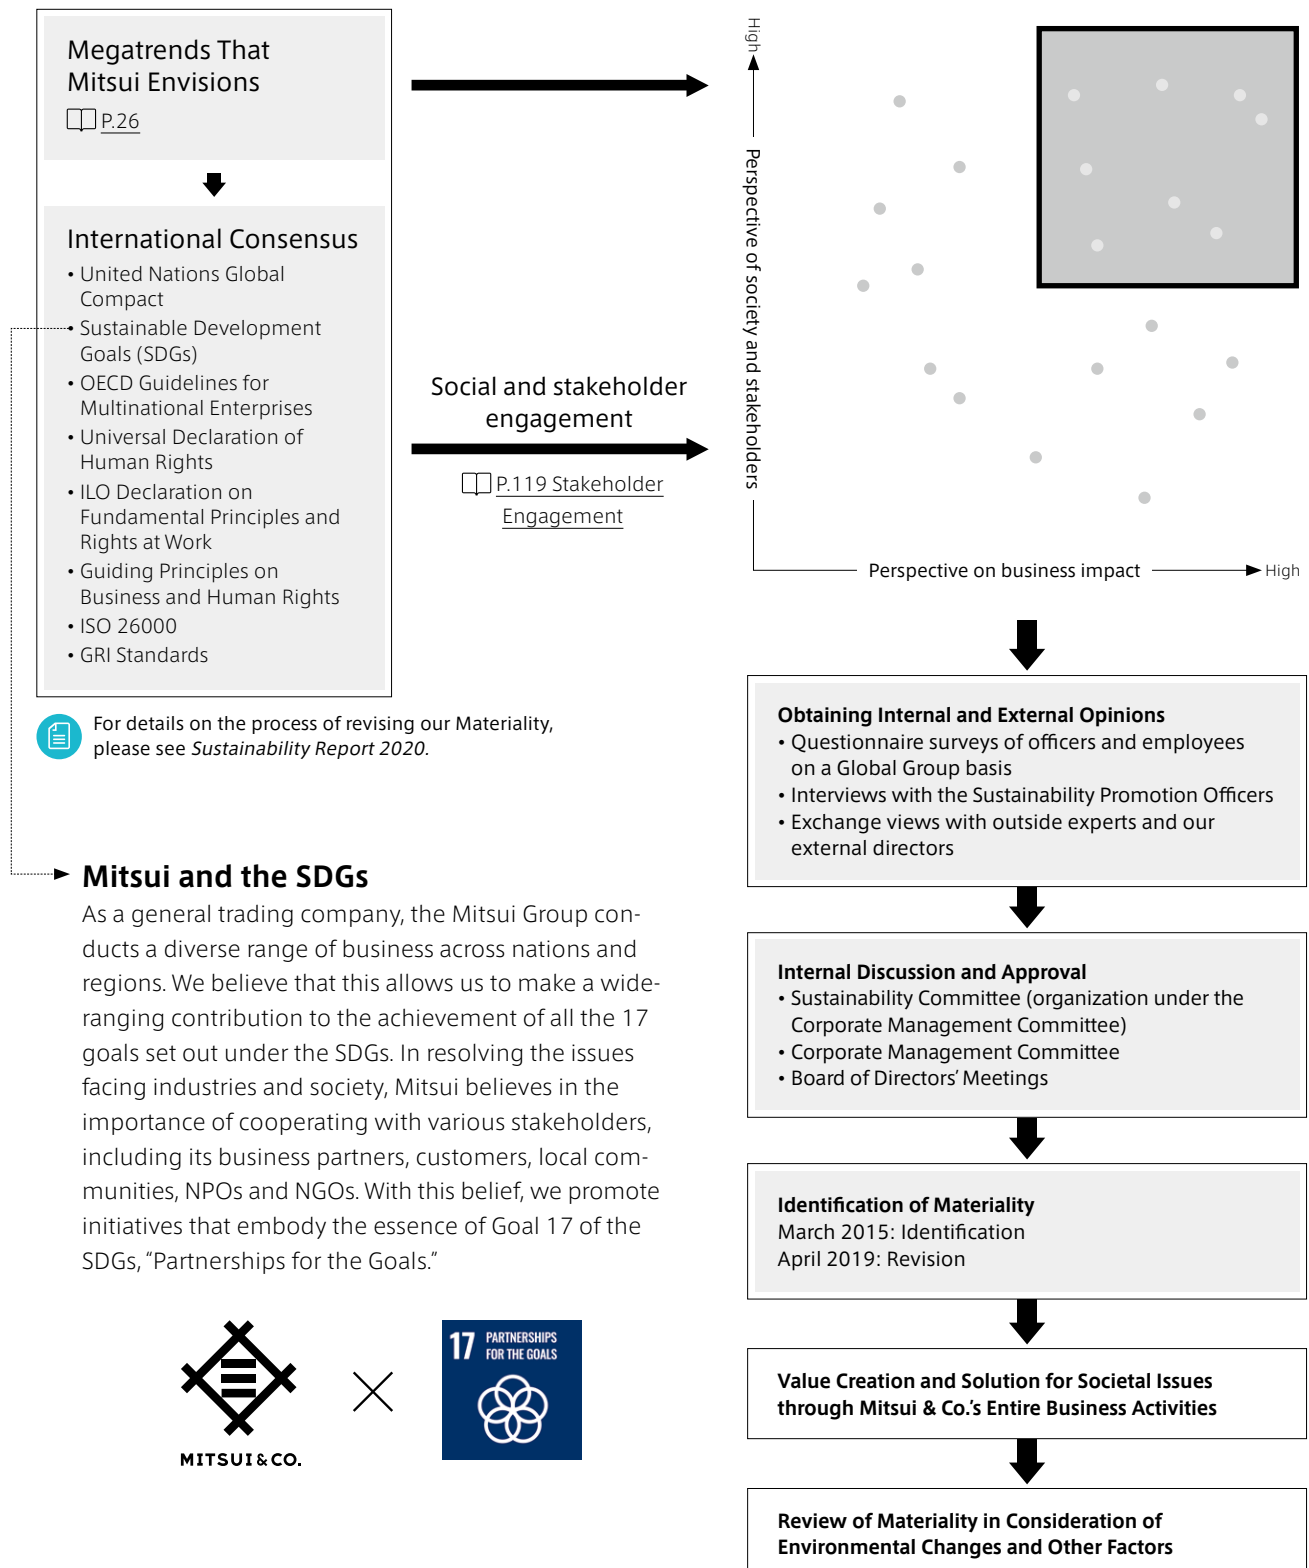 Megatrends That
Mitsui Envisions
P.26
International Consensus
• United Nations Global
Compact
• Sustainable Development
Goals (SDGs)
• OECD Guidelines for
Multinational Enterprises
• Universal Declaration of
Human Rights
• ILO Declaration on
Fundamental Principles and
Rights at Work
• Guiding Principles on
Business and Human Rights
• ISO 26000
• GRI Standards
For details on the process of revising our Materiality,
please see Sustainability Report 2020.
Social and stakeholder
engagement
P.119 Stakeholder
Engagement
High
Perspective of society and stakeholders
Perspective on business impact
High
Obtaining Internal and External Opinions
• Questionnaire surveys of officers and employees
on a Global Group basis
• Interviews with the Sustainability Promotion Officers
• Exchange views with outside experts and our
external directors
Internal Discussion and Approval
• Sustainability Committee (organization under the
Corporate Management Committee)
• Corporate Management Committee
• Board of Directors' Meetings
Identification of Materiality
March 2015: Identification
April 2019: Revision
Value Creation and Solution for Societal Issues
through Mitsui & Co.'s Entire Business Activities
Review of Materiality in Consideration of
Environmental Changes and Other Factors
Mitsui and the SDGs
As a general trading company, the Mitsui Group con-
ducts a diverse range of business across nations and
regions. We believe that this allows us to make a wide-
ranging contribution to the achievement of all the 17
goals set out under the SDGs. In resolving the issues
facing industries and society, Mitsui believes in the
importance of cooperating with various stakeholders,
including its business partners, customers, local com-
munities, NPOs and NGOs. With this belief, we promote
initiatives that embody the essence of Goal 17 of the
SDGs, "Partnerships for the Goals."
MITSUI & CO.
17 PARTNERSHIPS
FOR THE GOALS